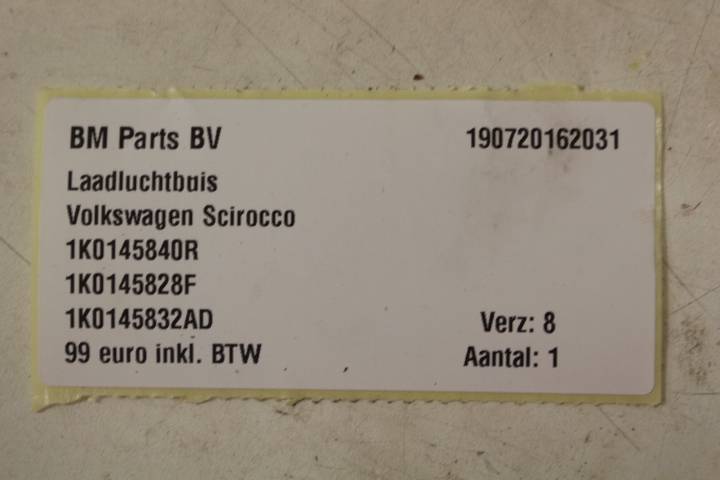 BM Parts BV 190720162031
Laadluchtbuis
Volkswagen Scirocco
1K0145840R
1K0145828F
1K0145832AD Verz: 8
99 euro inkl. BTW Aantal: 1